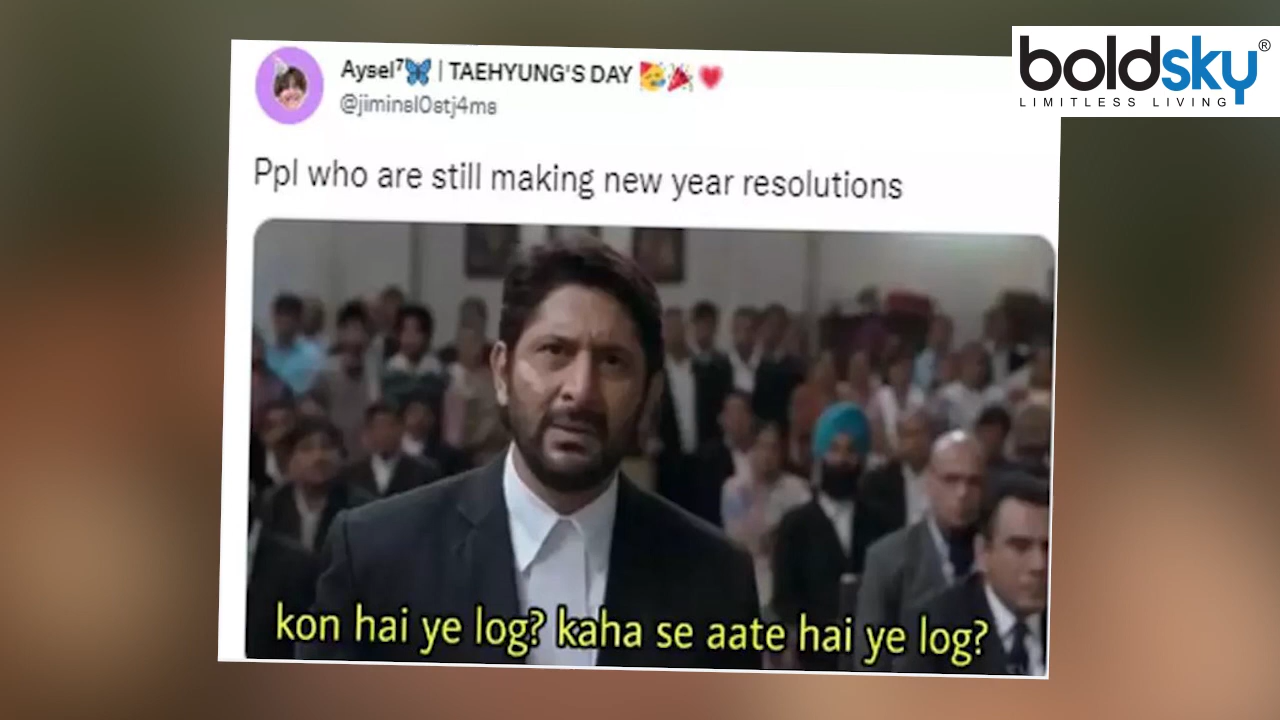 boldsky®
LIMITLESS LIVING
Aysel⁷🦋 | TAEHYUNG'S DAY 🥳🎉❤️
@jiminsl0stj4ms
Ppl who are still making new year resolutions
kon hai ye log? kaha se aate hai ye log?